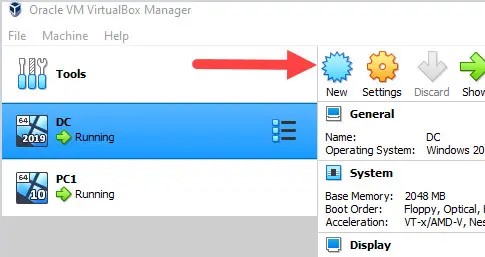 Oracle VM VirtualBox Manager
File Machine Help
Tools
New Settings Discard Show
64 2019 DC
Running
64 10 PC1
Running
General
Name: DC
Operating System: Windows 20
System
Base Memory: 2048 MB
Boot Order: Floppy, Optical,
Acceleration: VT-x/AMD-V, Nes
Display